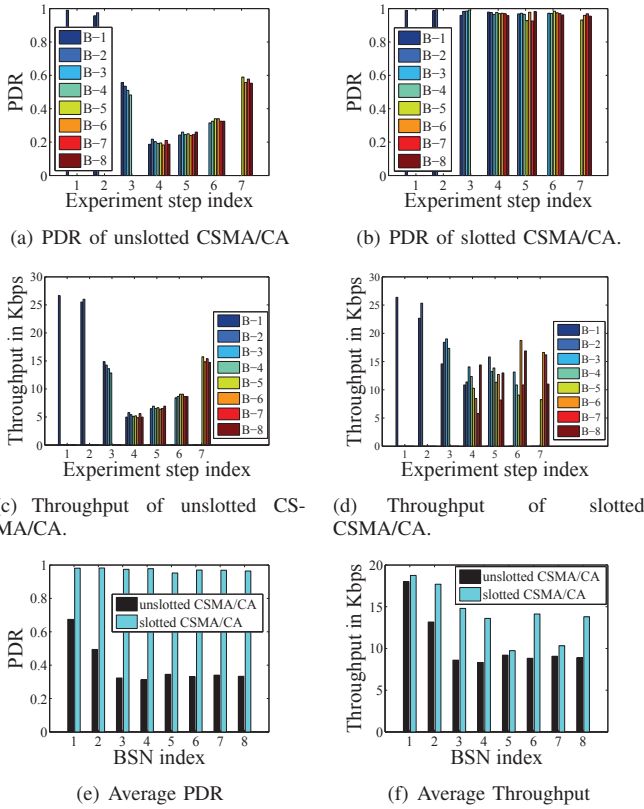 1
0.8
0.6
0.4
0.2
0
PDR
B−1
B−2
B−3
B−4
B−5
B−6
B−7
B−8
1 2 3 4 5 6 7
Experiment step index
(a) PDR of unslotted CSMA/CA
1
0.8
0.6
0.4
0.2
0
PDR
B−1
B−2
B−3
B−4
B−5
B−6
B−7
B−8
1 2 3 4 5 6 7
Experiment step index
(b) PDR of slotted CSMA/CA.
30
25
20
15
10
5
0
Throughput in Kbps
B−1
B−2
B−3
B−4
B−5
B−6
B−7
B−8
1 2 3 4 5 6 7
Experiment step index
(c) Throughput of unslotted CS-
MA/CA.
30
25
20
15
10
5
0
Throughput in Kbps
B−1
B−2
B−3
B−4
B−5
B−6
B−7
B−8
1 2 3 4 5 6 7
Experiment step index
(d) Throughput of slotted
CSMA/CA.
1
0.8
0.6
0.4
0.2
0
PDR
unslotted CSMA/CA
slotted CSMA/CA
1 2 3 4 5 6 7 8
BSN index
(e) Average PDR
20
15
10
5
0
Throughput in Kbps
unslotted CSMA/CA
slotted CSMA/CA
1 2 3 4 5 6 7 8
BSN index
(f) Average Throughput